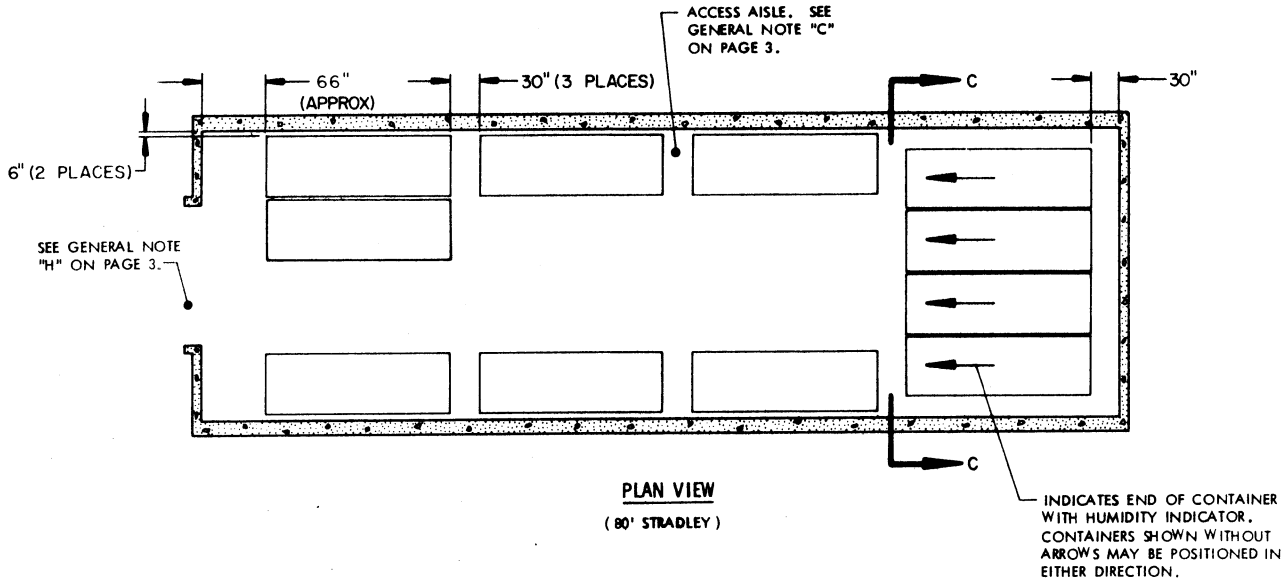 ACCESS AISLE. SEE
GENERAL NOTE "C"
ON PAGE 3.
66"
(APPROX)
30" (3 PLACES)
C
30"
6" (2 PLACES)
SEE GENERAL NOTE
"H" ON PAGE 3.
C
PLAN VIEW
( 80' STRADLEY )
INDICATES END OF CONTAINER
WITH HUMIDITY INDICATOR.
CONTAINERS SHOWN WITHOUT
ARROWS MAY BE POSITIONED IN
EITHER DIRECTION.